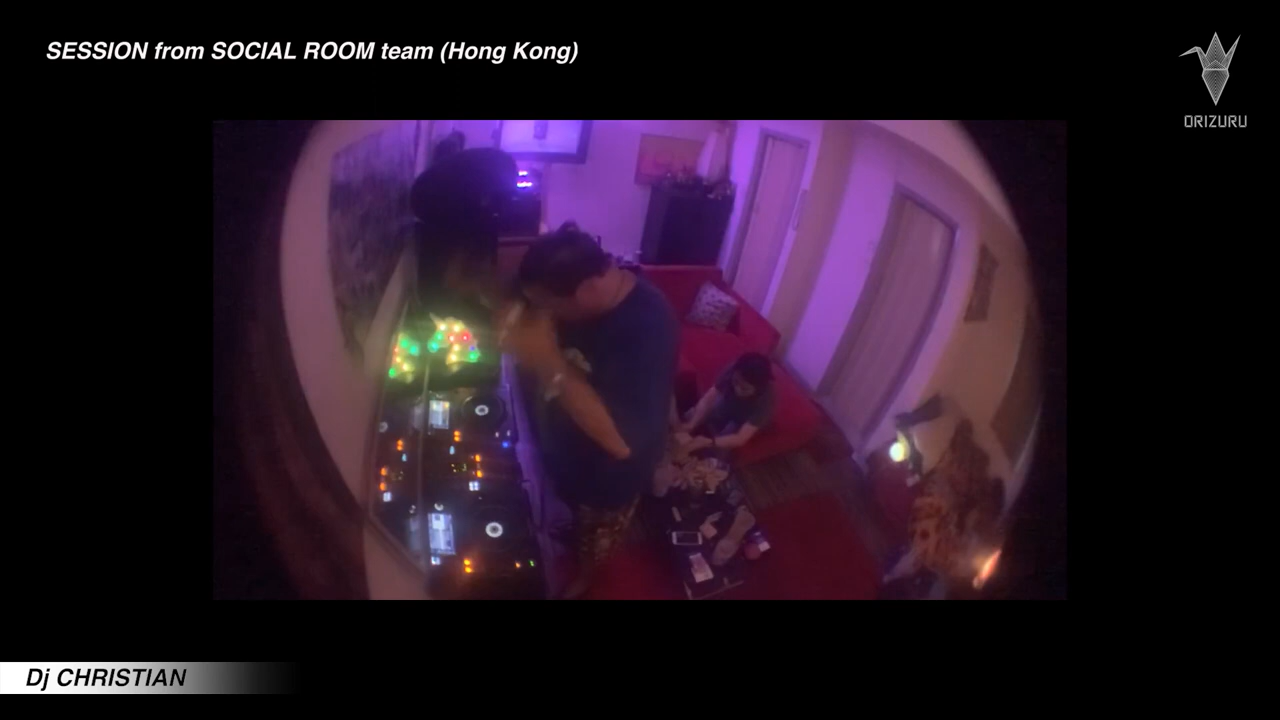 SESSION from SOCIAL ROOM team (Hong Kong)
ORIZURU
Dj CHRISTIAN